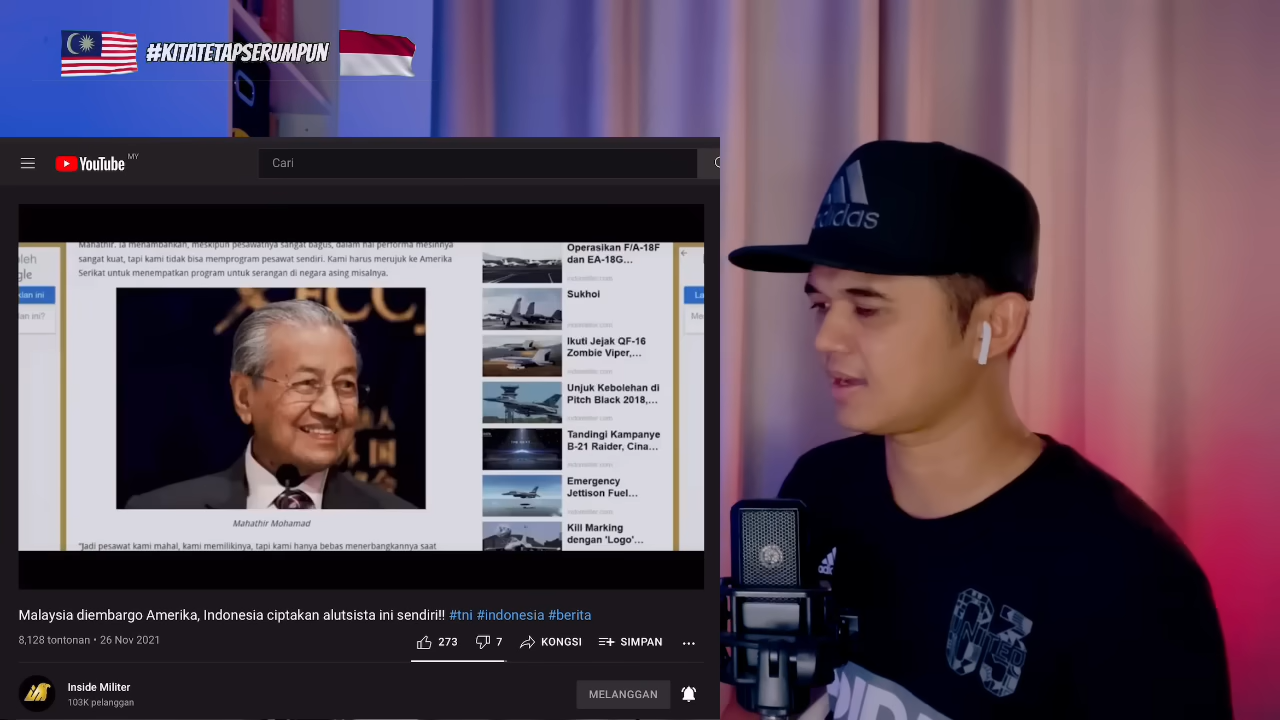 #KITATETAPSERUMPUN
YouTube MY
Cari
Mahathir. Ia menambahkan, meskipun pesawatnya sangat bagus, dalam hal performa mesinnya
sangat kuat, tapi kami tidak bisa memprogram pesawat sendiri. Kami harus merujuk ke Amerika
Serikat untuk menempatkan program untuk serangan di negara asing misalnya.
Mahathir Mohamad
"Jadi pesawat kami mahal, kami memilikinya, tapi kami hanya bebas menerbangkannya saat
Operasikan F/A-18F
dan EA-18G...
Sukhoi
Ikuti Jejak QF-16
Zombie Viper,...
Unjuk Kebolehan di
Pitch Black 2018,...
Tandingi Kampanye
B-21 Raider, Cina...
Emergency
Jettison Fuel...
Kill Marking
dengan 'Logo'...
Malaysia diembargo Amerika, Indonesia ciptakan alutsista ini sendiri!! #tni #indonesia #berita
8,128 tontonan • 26 Nov 2021
273
7
KONGSI
SIMPAN
Inside Militer
103K pelanggan
MELANGGAN
adidas
03
UNITED